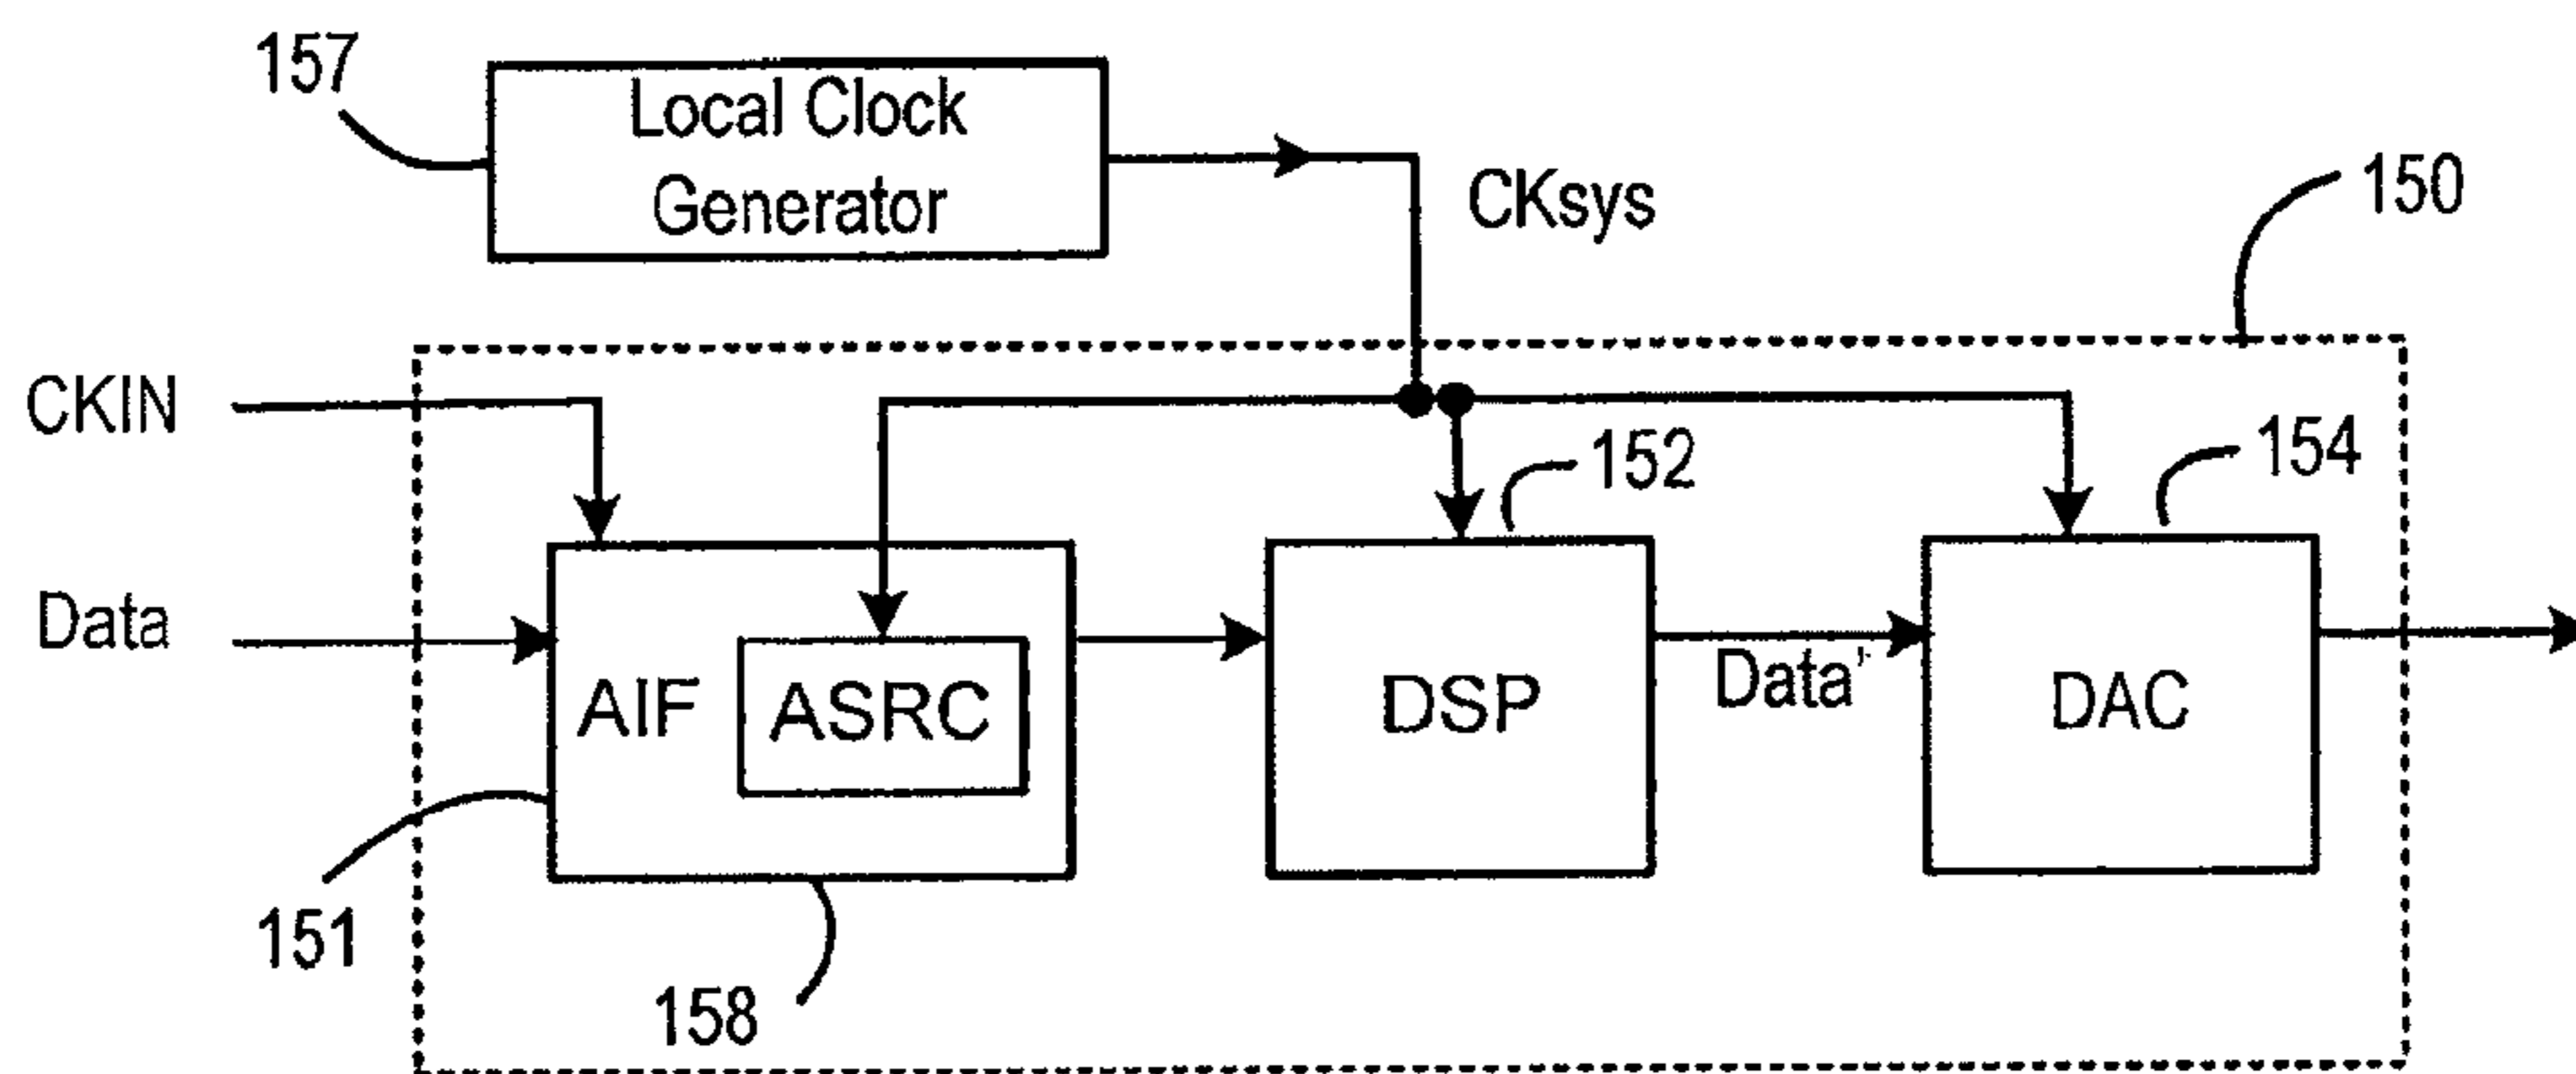 157
Local Clock
Generator
CKsys
150
CKIN
152
154
Data
AIF
ASRC
DSP
Data'
DAC
151
158